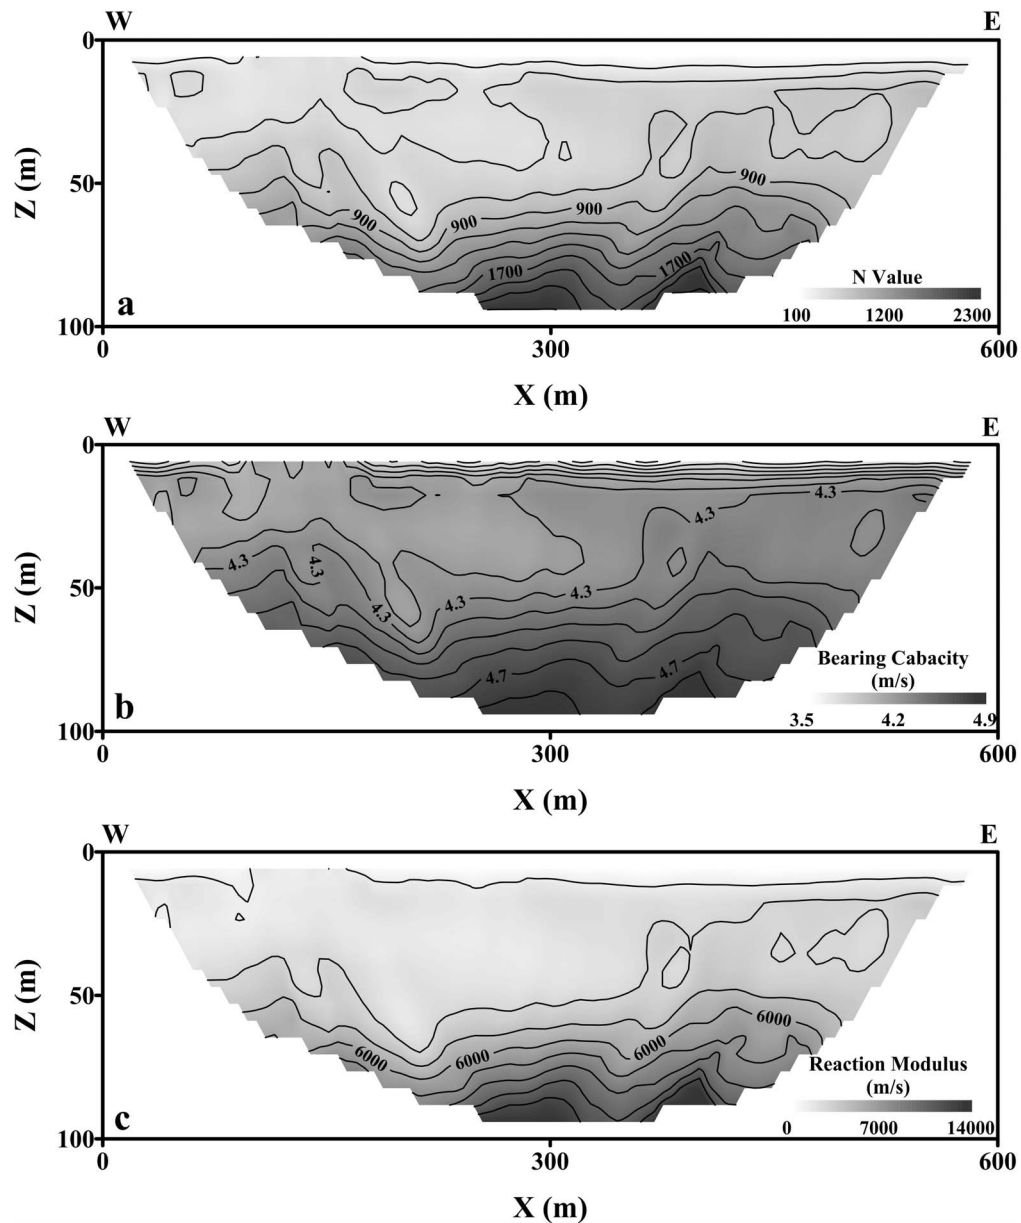 W E
0
50
100
Z (m)
900
900
900
900
1700
1700
N Value
100 1200 2300
a
0 300 600
X (m)
W E
0
50
100
Z (m)
4.3
4.3
4.3
4.3
4.3
4.3
4.3
4.3
4.7
4.7
Bearing Cabacity
(m/s)
3.5 4.2 4.9
b
0 300 600
X (m)
W E
0
50
100
Z (m)
6000
6000
6000
6000
Reaction Modulus
(m/s)
0 7000 14000
c
0 300 600
X (m)